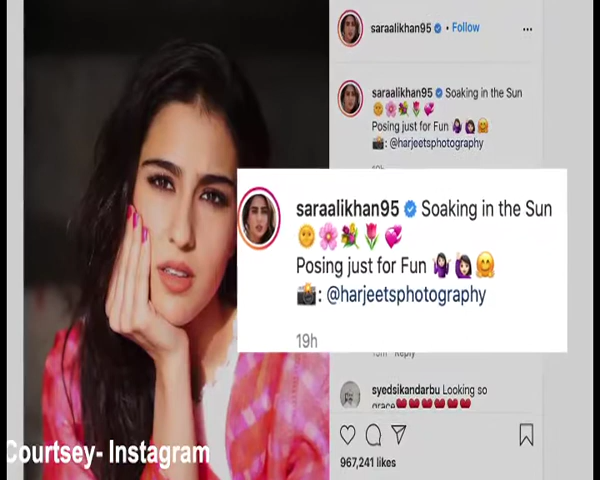 saraalikhan95 • Follow
saraalikhan95 Soaking in the Sun
🌞🌸💐🌷💞
Posing just for Fun 💁🏻‍♀️🙋🏻‍♀️🤗
📸: @harjeetsphotography
saraalikhan95 Soaking in the Sun
🌞🌸💐🌷💞
Posing just for Fun 💁🏻‍♀️🙋🏻‍♀️🤗
📸: @harjeetsphotography
19h
Reply
syedsikandarbu Looking so
grace❤❤❤❤❤❤
967,241 likes
Courtsey- Instagram